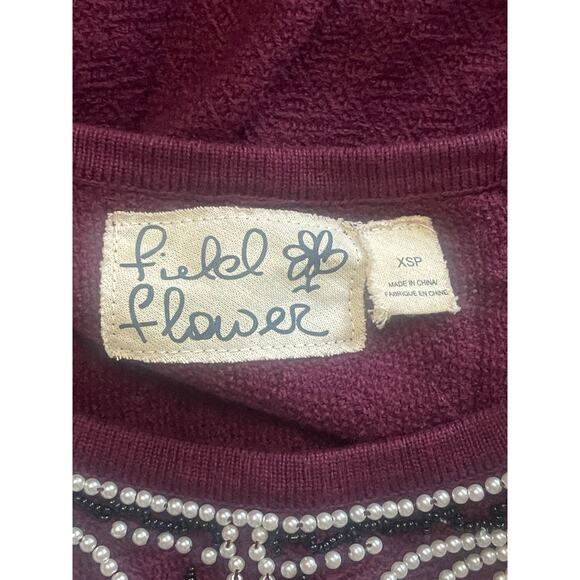 field
flower
XSP
MADE IN CHINA/
FABRIQUE EN CHINE